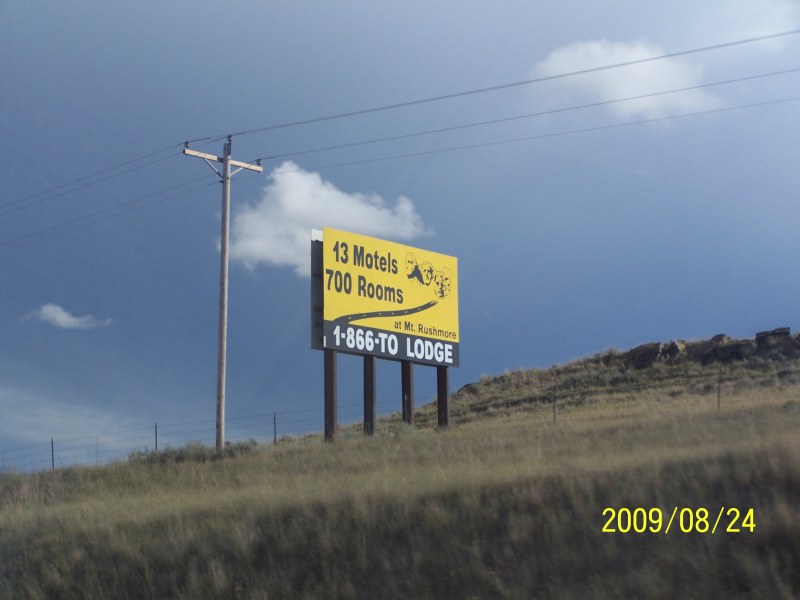 13 Motels
700 Rooms
at Mt. Rushmore
1-866-TO LODGE
2009/08/24